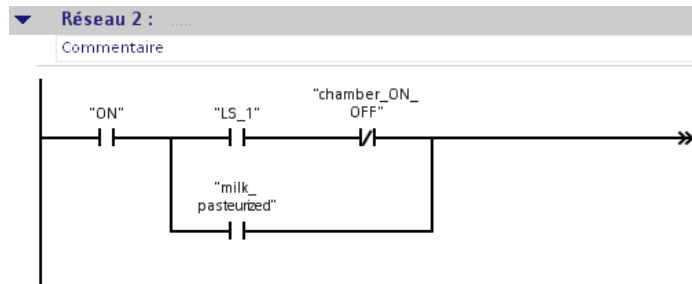 Réseau 2 : .....
Commentaire
"chamber_ON_
"ON" "LS_1" OFF"
"milk_
pasteurized"